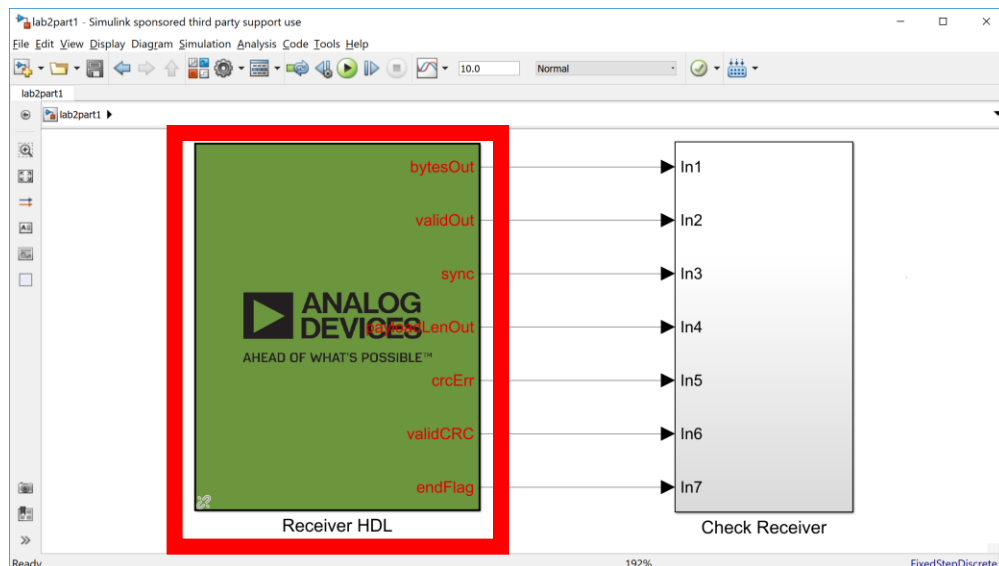 lab2part1 - Simulink sponsored third party support use
File Edit View Display Diagram Simulation Analysis Code Tools Help
10.0 Normal
lab2part1
lab2part1
bytesOut In1
validOut In2
sync In3
ANALOG
DEVICES
payloadLenOut In4
AHEAD OF WHAT'S POSSIBLE™
crcErr In5
validCRC In6
endFlag In7
Receiver HDL Check Receiver
Ready 192% FixedStepDiscrete